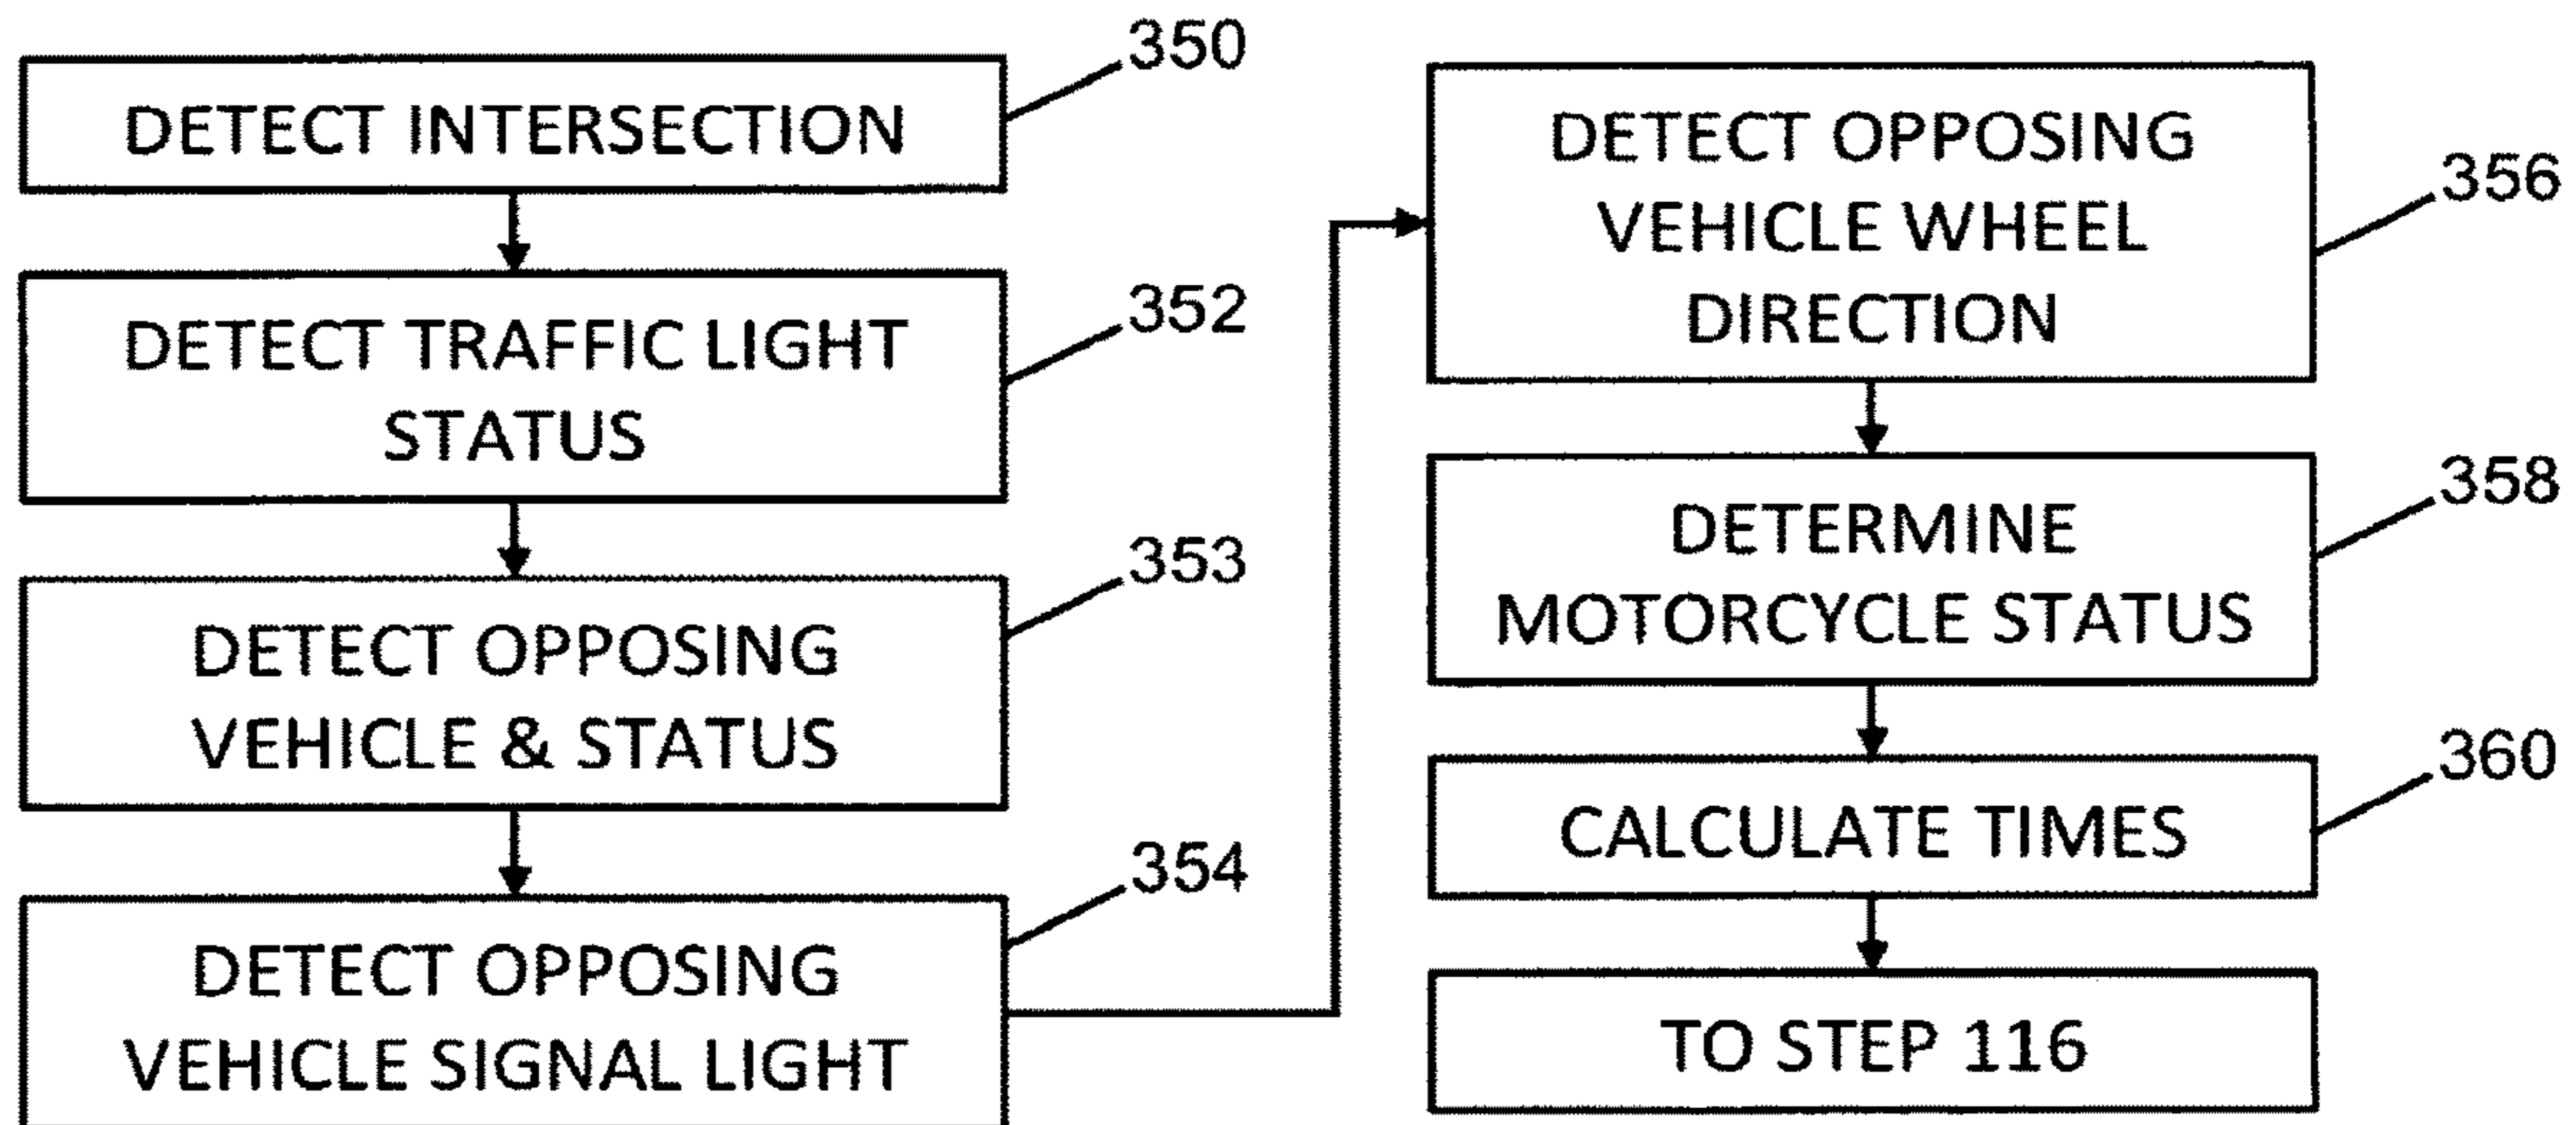 350
DETECT INTERSECTION
352
DETECT TRAFFIC LIGHT
STATUS
353
DETECT OPPOSING
VEHICLE & STATUS
354
DETECT OPPOSING
VEHICLE SIGNAL LIGHT
356
DETECT OPPOSING
VEHICLE WHEEL
DIRECTION
358
DETERMINE
MOTORCYCLE STATUS
360
CALCULATE TIMES
TO STEP 116